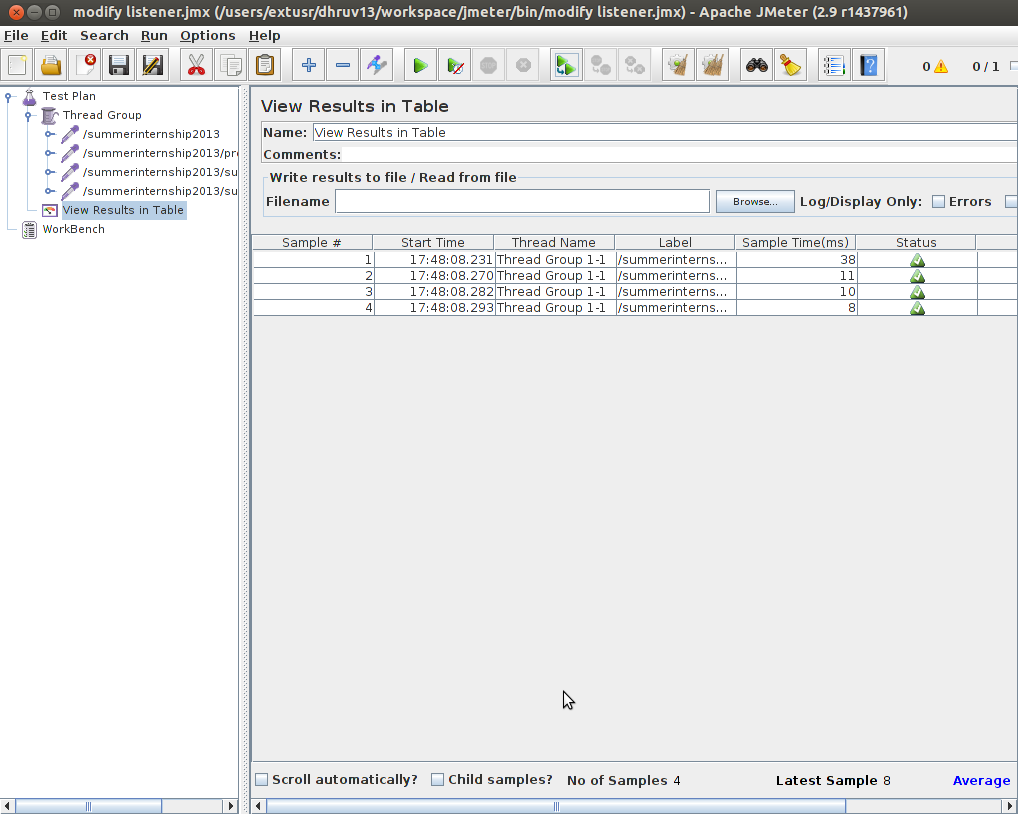 modify listener.jmx (/users/extusr/dhruv13/workspace/jmeter/bin/modify listener.jmx) - Apache JMeter (2.9 r1437961)
File Edit Search Run Options Help
0 0 / 1
Test Plan
Thread Group
/summerinternship2013
/summerinternship2013/pr
/summerinternship2013/su
/summerinternship2013/su
View Results in Table
WorkBench
View Results in Table
Name: View Results in Table
Comments:
Write results to file / Read from file
Filename Browse... Log/Display Only: Errors
Sample # Start Time Thread Name Label Sample Time(ms) Status
1 17:48:08.231 Thread Group 1-1 /summerinterns... 38
2 17:48:08.270 Thread Group 1-1 /summerinterns... 11
3 17:48:08.282 Thread Group 1-1 /summerinterns... 10
4 17:48:08.293 Thread Group 1-1 /summerinterns... 8
Scroll automatically? Child samples? No of Samples 4 Latest Sample 8 Average